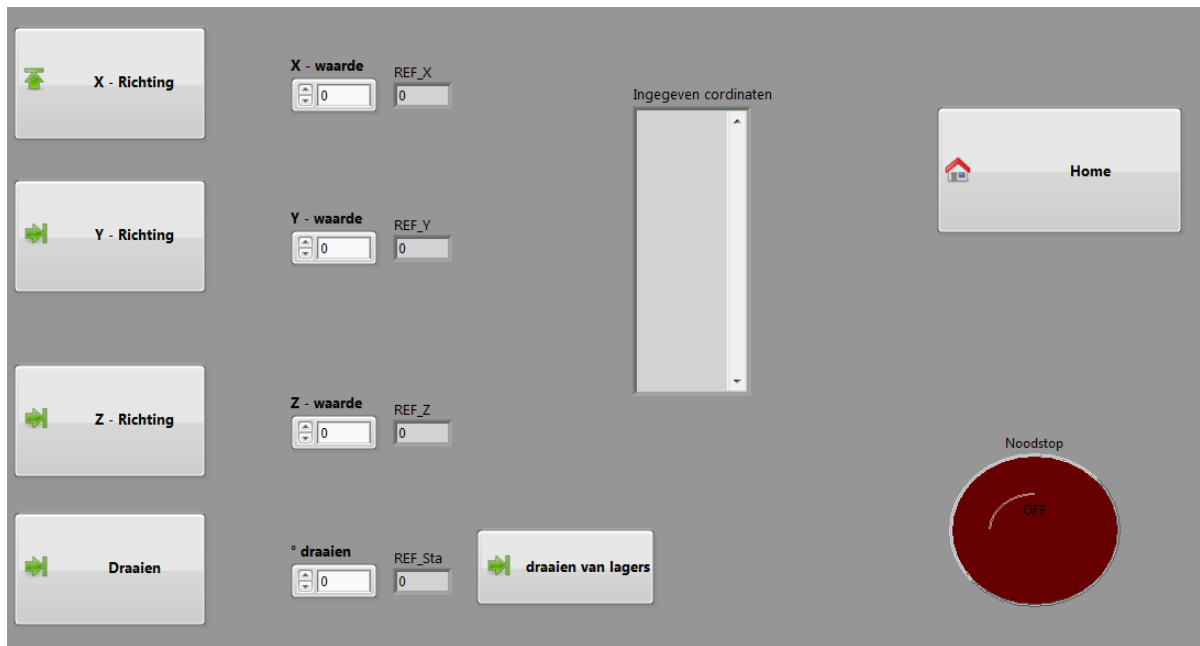 X - Richting
X - waarde
REF_X
0
0
Ingegeven cordinaten
Home
Y - Richting
Y - waarde
REF_Y
0
0
Z - Richting
Z - waarde
REF_Z
0
0
Noodstop
OFF
Draaien
° draaien
REF_Sta
0
0
draaien van lagers